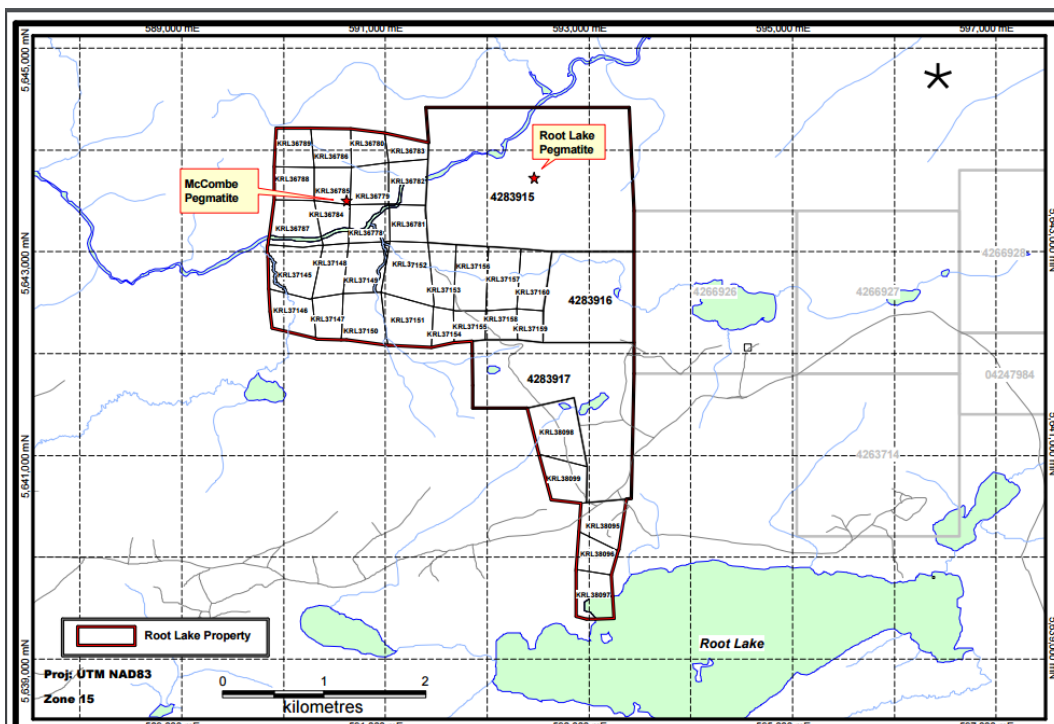 589,000 mE 591,000 mE 593,000 mE 595,000 mE 597,000 mE
5,645,000 mN
Root Lake
Pegmatite
KRL36789 KRL36780
KRL36786 KRL36783
McCombe
Pegmatite
KRL36788 KRL36785 KRL36779 KRL36782
4283915
KRL36784
KRL36787 KRL36778 KRL36781
5,643,000 mN
KRL37148 KRL37152 KRL37156
KRL37145 KRL37149 KRL37157
KRL37153 KRL37160
4283916
4266926 4266927 4266928
KRL37146 KRL37147 KRL37151 KRL37158
KRL37150 KRL37154 KRL37155 KRL37159
4283917
04247984
KRL38098
4263714
5,641,000 mN
KRL38099
KRL38095
KRL38096
KRL38097
Root Lake Property
Root Lake
5,639,000 mN
Proj: UTM NAD83
Zone 15
0 1 2
kilometres